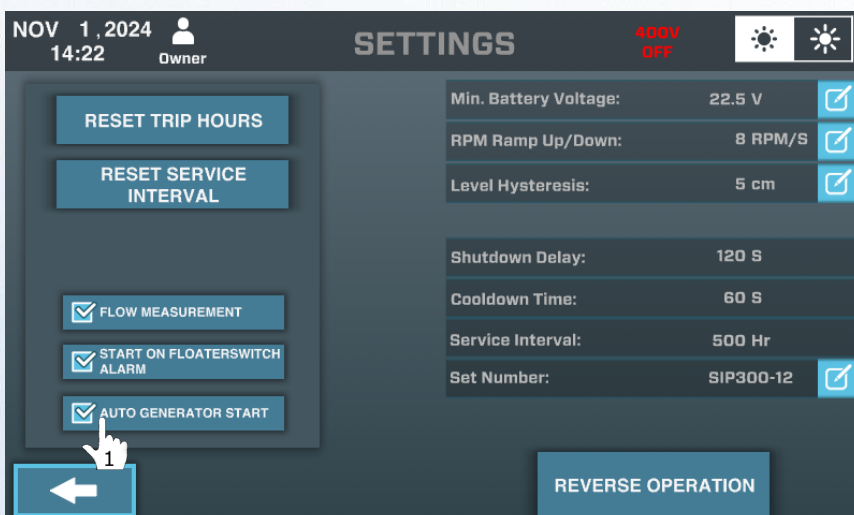 NOV 1,2024
14:22
Owner
SETTINGS
400V
OFF
RESET TRIP HOURS
RESET SERVICE
INTERVAL
FLOW MEASUREMENT
START ON FLOATERSWITCH
ALARM
AUTO GENERATOR START
1
Min. Battery Voltage: 22.5 V
RPM Ramp Up/Down: 8 RPM/S
Level Hysteresis: 5 cm
Shutdown Delay: 120 S
Cooldown Time: 60 S
Service Interval: 500 Hr
Set Number: SIP300-12
REVERSE OPERATION